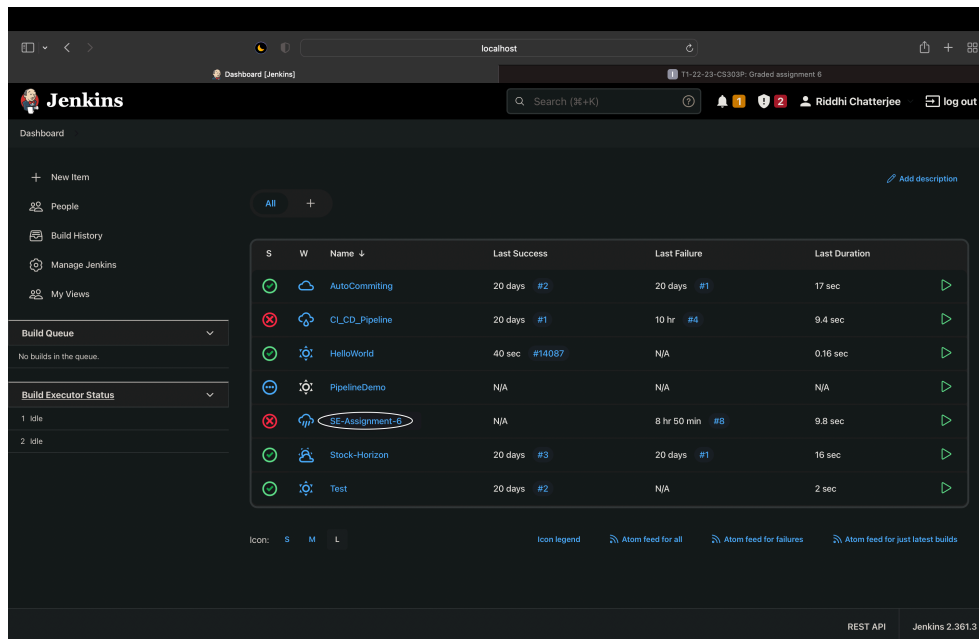 localhost
Dashboard [Jenkins]
T1-22-23-CS303P: Graded assignment 6
Jenkins
Search (⌘+K)
1
2
Riddhi Chatterjee
log out
Dashboard
New Item
People
Build History
Manage Jenkins
My Views
Build Queue
No builds in the queue.
Build Executor Status
1 Idle
2 Idle
Add description
All +
S W Name ↓ Last Success Last Failure Last Duration
AutoCommiting 20 days #2 20 days #1 17 sec
CI_CD_Pipeline 20 days #1 10 hr #4 9.4 sec
HelloWorld 40 sec #14087 N/A 0.16 sec
PipelineDemo N/A N/A N/A
SE-Assignment-6 N/A 8 hr 50 min #8 9.8 sec
Stock-Horizon 20 days #3 20 days #1 16 sec
Test 20 days #2 N/A 2 sec
Icon: S M L
Icon legend
Atom feed for all
Atom feed for failures
Atom feed for just latest builds
REST API
Jenkins 2.361.3